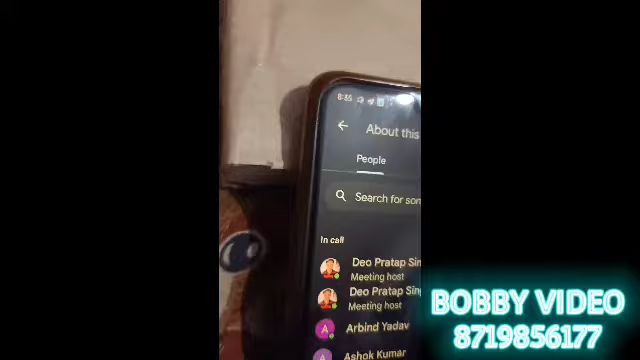 8:35
About this
People
Search for som
In call
Deo Pratap Sin
Meeting host
Deo Pratap Sing
Meeting host
Arbind Yadav
A
Ashok Kumar
A
BOBBY VIDEO
8719856177